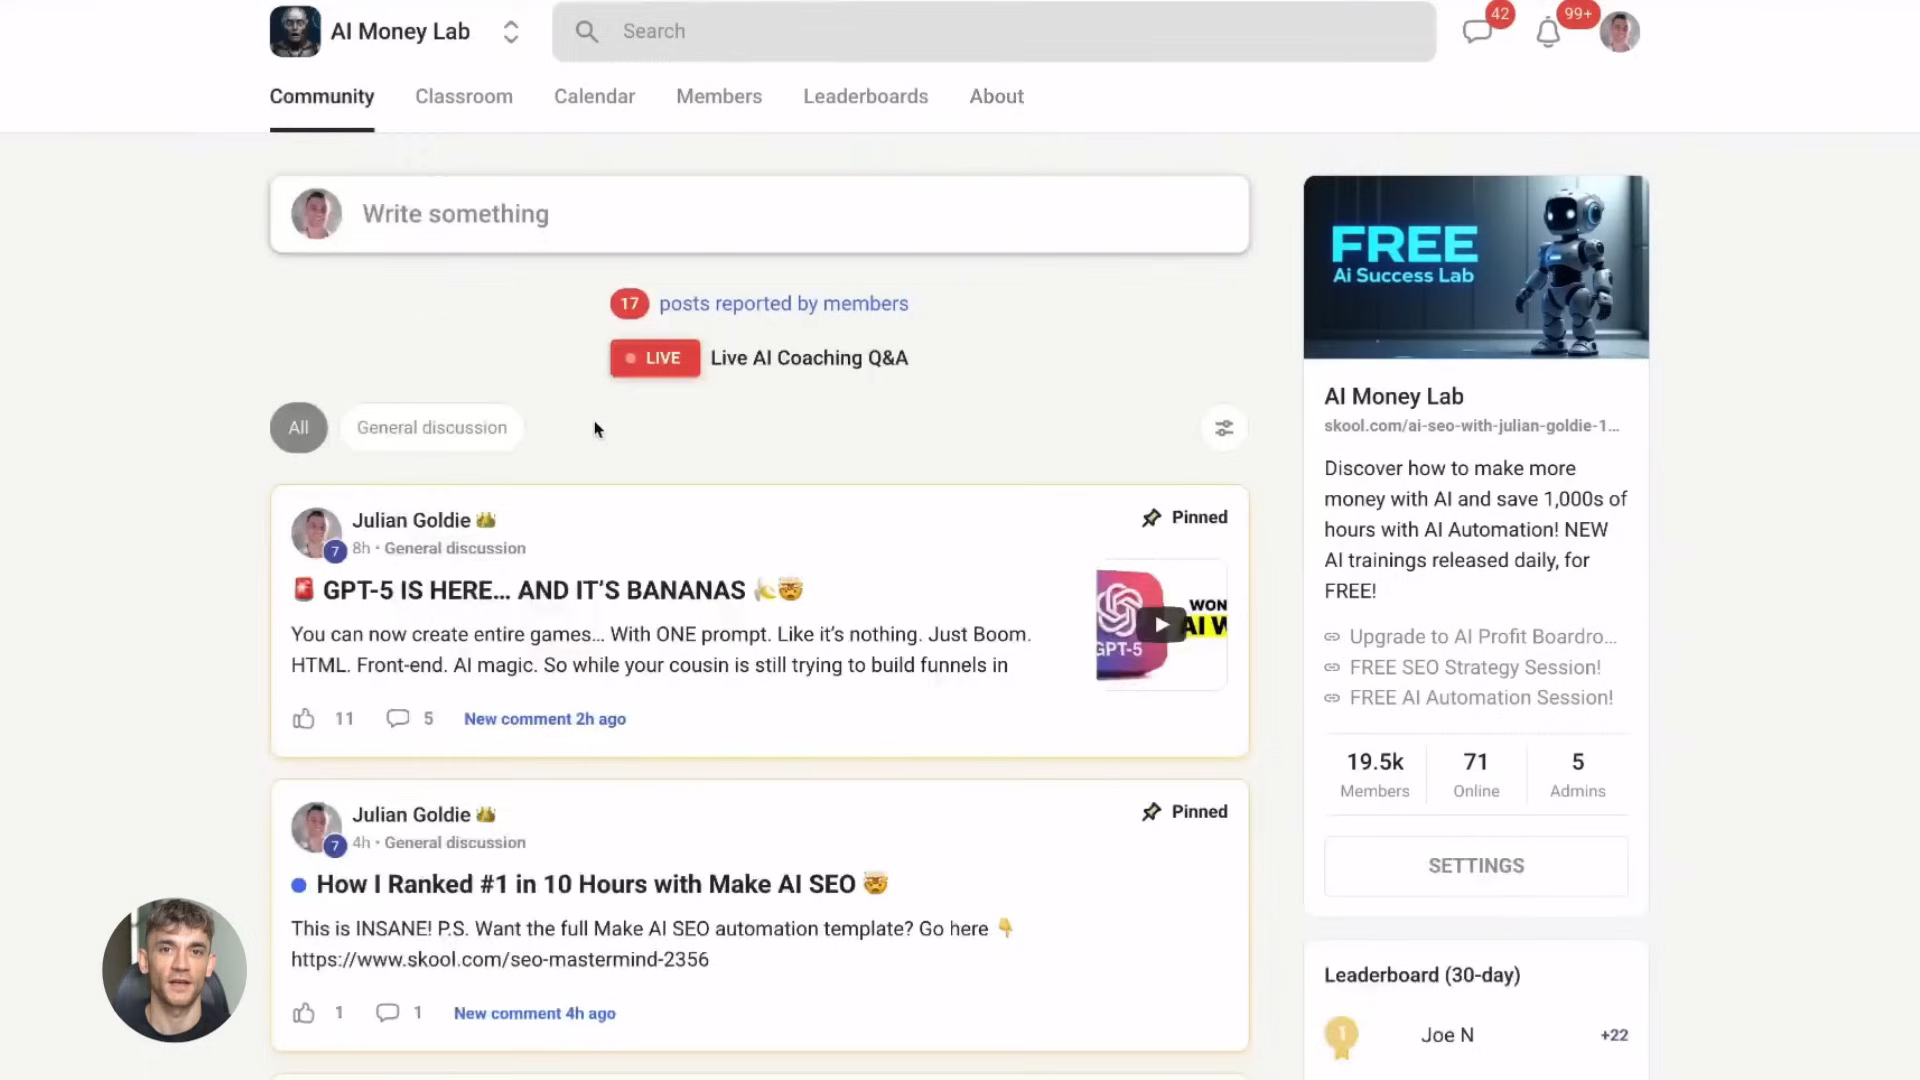 AI Money Lab
Search
42
99+
Community
Classroom
Calendar
Members
Leaderboards
About
Write something
17 posts reported by members
LIVE Live AI Coaching Q&A
All
General discussion
Julian Goldie
7
8h • General discussion
Pinned
GPT-5 IS HERE... AND IT’S BANANAS
You can now create entire games... With ONE prompt. Like it’s nothing. Just Boom.
HTML. Front-end. AI magic. So while your cousin is still trying to build funnels in
WON
AI W
GPT-5
11
5
New comment 2h ago
Julian Goldie
7
4h • General discussion
Pinned
How I Ranked #1 in 10 Hours with Make AI SEO
This is INSANE! P.S. Want the full Make AI SEO automation template? Go here
https://www.skool.com/seo-mastermind-2356
1
1
New comment 4h ago
FREE
Ai Success Lab
AI Money Lab
skool.com/ai-seo-with-julian-goldie-1...
Discover how to make more
money with AI and save 1,000s of
hours with AI Automation! NEW
AI trainings released daily, for
FREE!
Upgrade to AI Profit Boardro...
FREE SEO Strategy Session!
FREE AI Automation Session!
19.5k
Members
71
Online
5
Admins
SETTINGS
Leaderboard (30-day)
1
Joe N
+22